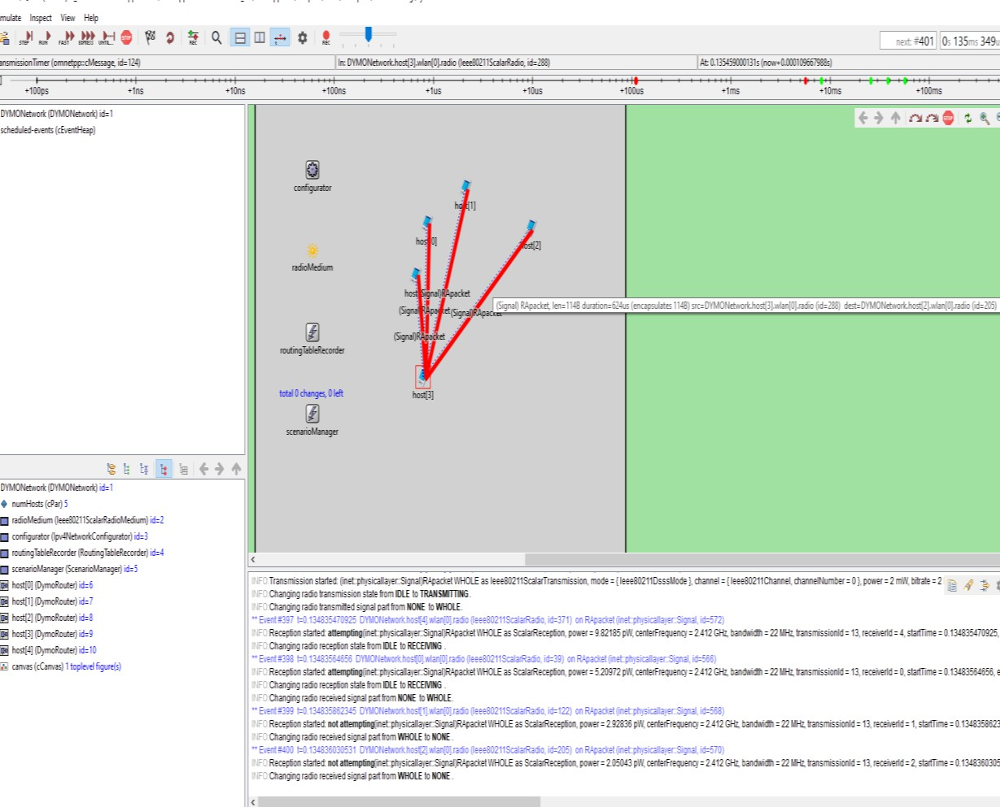 mulate Inspect View Help
STEP RUN FAST EXPRESS UNTIL... STOP REC REC next: #401 0s 135ms 349u
ansmissionTimer (omnetpp::cMessage, id=124) In: DYMONetwork.host[3].wlan[0].radio (Ieee80211ScalarRadio, id=288) At: 0.135459000131s (now+0.000109667988s)
+100ps +1ns +10ns +100ns +1us +10us +100us +1ms +10ms +100ms
DYMONetwork (DYMONetwork) id=1
scheduled-events (cEventHeap)
STOP
configurator
host[1]
host[0]
host[2]
radioMedium
host(Signal)RApacket
(Signal)RApacket(Signal)RApacket
(Signal) RApacket, len=114B duration=624us (encapsulates 114B) src=DYMONetwork.host[3].wlan[0].radio (id=288) dest=DYMONetwork.host[2].wlan[0].radio (id=205)
(Signal)RApacket
routingTableRecorder
total 0 changes, 0 left
host[3]
scenarioManager
DYMONetwork (DYMONetwork) id=1
numHosts (cPar) 5
radioMedium (Ieee80211ScalarRadioMedium) id=2
configurator (Ipv4NetworkConfigurator) id=3
routingTableRecorder (RoutingTableRecorder) id=4
scenarioManager (ScenarioManager) id=5
host[0] (DymoRouter) id=6
host[1] (DymoRouter) id=7
host[2] (DymoRouter) id=8
host[3] (DymoRouter) id=9
host[4] (DymoRouter) id=10
canvas (cCanvas) 1 toplevel figure(s)
INFO:Transmission started: (inet::physicallayer::Signal)RApacket WHOLE as Ieee80211ScalarTransmission, mode = { Ieee80211DsssMode }, channel = { Ieee80211Channel, channelNumber = 0 }, power = 2 mW, bitrate = 2
INFO:Changing radio transmission state from IDLE to TRANSMITTING.
INFO:Changing radio transmitted signal part from NONE to WHOLE.
** Event #397 t=0.134835470925 DYMONetwork.host[4].wlan[0].radio (Ieee80211ScalarRadio, id=371) on RApacket (inet::physicallayer::Signal, id=572)
INFO:Reception started: attempting(inet::physicallayer::Signal)RApacket WHOLE as ScalarReception, power = 9.82185 pW, centerFrequency = 2.412 GHz, bandwidth = 22 MHz, transmissionId = 13, receiverId = 4, startTime = 0.134835470925,
INFO:Changing radio reception state from IDLE to RECEIVING .
** Event #398 t=0.13483564656 DYMONetwork.host[0].wlan[0].radio (Ieee80211ScalarRadio, id=39) on RApacket (inet::physicallayer::Signal, id=566)
INFO:Reception started: attempting(inet::physicallayer::Signal)RApacket WHOLE as ScalarReception, power = 5.20972 pW, centerFrequency = 2.412 GHz, bandwidth = 22 MHz, transmissionId = 13, receiverId = 0, startTime = 0.13483564656, e
INFO:Changing radio reception state from IDLE to RECEIVING .
INFO:Changing radio received signal part from NONE to WHOLE.
** Event #399 t=0.134835862345 DYMONetwork.host[1].wlan[0].radio (Ieee80211ScalarRadio, id=122) on RApacket (inet::physicallayer::Signal, id=568)
INFO:Reception started: not attempting(inet::physicallayer::Signal)RApacket WHOLE as ScalarReception, power = 2.92836 pW, centerFrequency = 2.412 GHz, bandwidth = 22 MHz, transmissionId = 13, receiverId = 1, startTime = 0.1348358623
INFO:Changing radio received signal part from WHOLE to NONE .
** Event #400 t=0.134836030531 DYMONetwork.host[2].wlan[0].radio (Ieee80211ScalarRadio, id=205) on RApacket (inet::physicallayer::Signal, id=570)
INFO:Reception started: not attempting(inet::physicallayer::Signal)RApacket WHOLE as ScalarReception, power = 2.05043 pW, centerFrequency = 2.412 GHz, bandwidth = 22 MHz, transmissionId = 13, receiverId = 2, startTime = 0.1348360305
INFO:Changing radio received signal part from WHOLE to NONE .